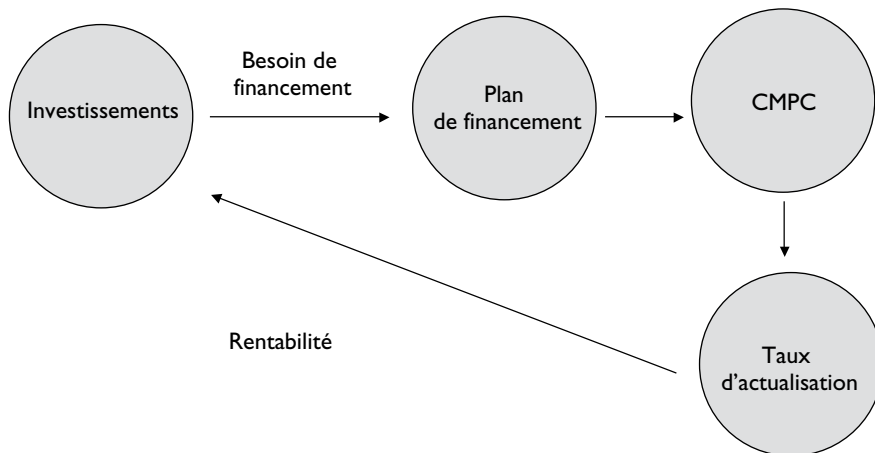 Besoin de
financement
Investissements
Plan
de financement
CMPC
Rentabilité
Taux
d’actualisation